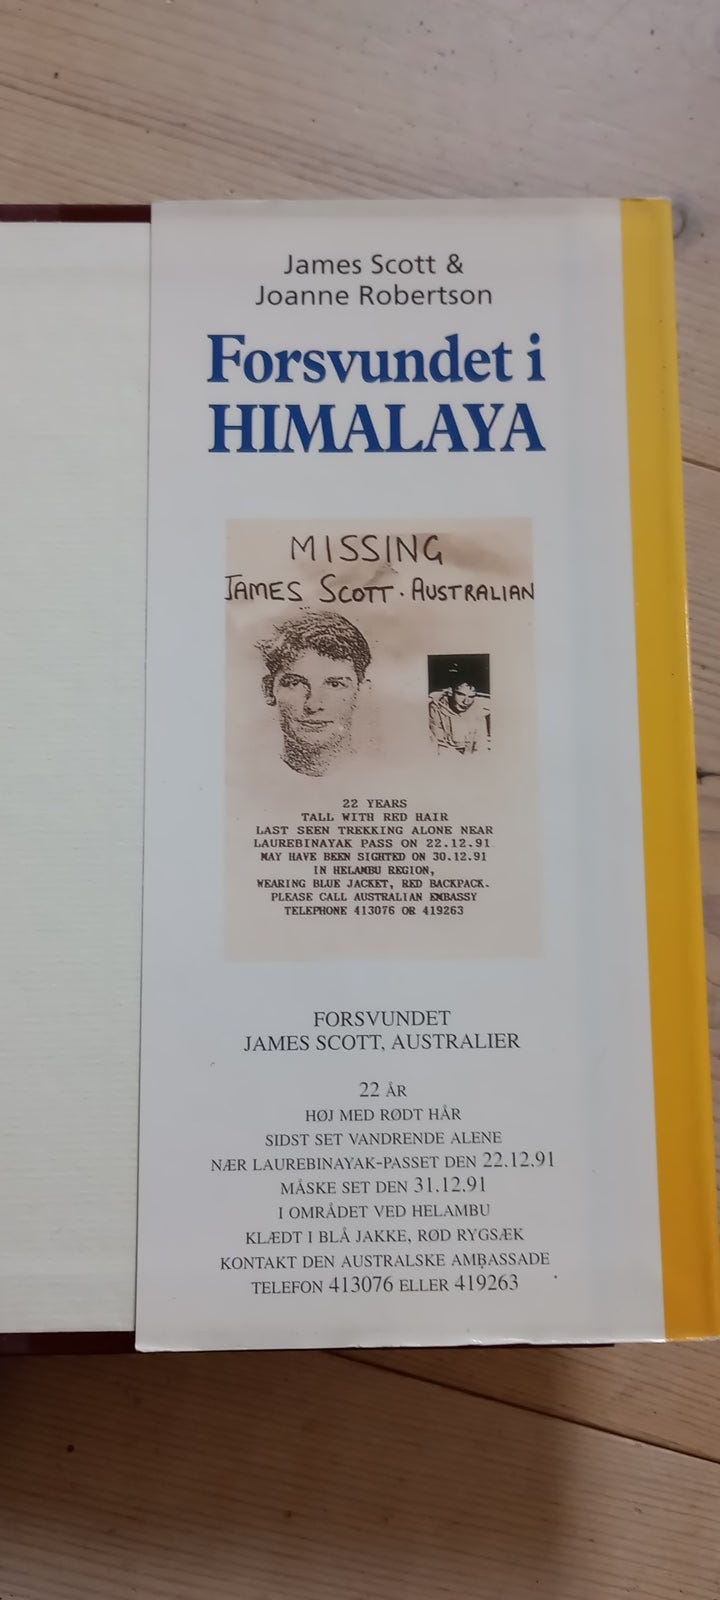 James Scott &
Joanne Robertson
Forsvundet i
HIMALAYA
MISSING
JAMES SCOTT. AUSTRALIAN
22 YEARS
TALL WITH RED HAIR
LAST SEEN TREKKING ALONE NEAR
LAUREBINAYAK PASS ON 22.12.91
MAY HAVE BEEN SIGHTED ON 30.12.91
IN HELAMBU REGION,
WEARING BLUE JACKET, RED BACKPACK.
PLEASE CALL AUSTRALIAN EMBASSY
TELEPHONE 413076 OR 419263
FORSVUNDET
JAMES SCOTT, AUSTRALIER
22 ÅR
HØJ MED RØDT HÅR
SIDST SET VANDRENDE ALENE
NÆR LAUREBINAYAK-PASSET DEN 22.12.91
MÅSKE SET DEN 31.12.91
I OMRÅDET VED HELAMBU
KLÆDT I BLÅ JAKKE, RØD RYGSÆK
KONTAKT DEN AUSTRALSKE AMBASSADE
TELEFON 413076 ELLER 419263